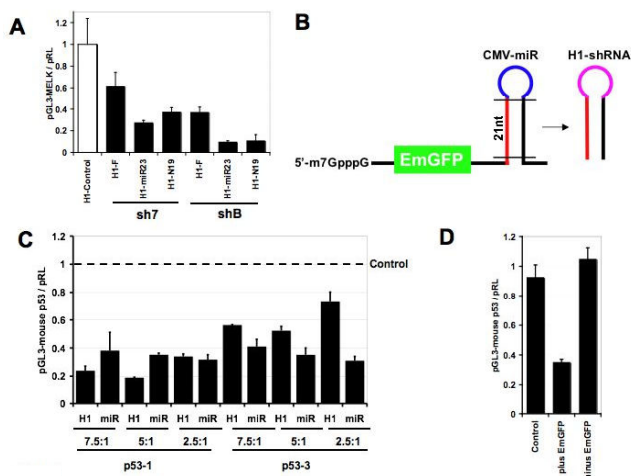 A
pGL3-MELK / pRL
1.4
1.2
1
0.8
0.6
0.4
0.2
0
H1-Control
H1-F
H1-miR23
H1-N19
H1-F
H1-miR23
H1-N19
sh7
shB
B
CMV-miR
H1-shRNA
21nt
5'-m7GpppG
EmGFP
C
pGL3-mouse p53 / pRL
1.2
1
0.8
0.6
0.4
0.2
0
Control
H1 miR H1 miR H1 miR H1 miR H1 miR H1 miR
7.5:1 5:1 2.5:1 7.5:1 5:1 2.5:1
p53-1 p53-3
D
pGL3-mouse p53 / pRL
1.2
1
0.8
0.6
0.4
0.2
0
Control
plus EmGFP
inus EmGFP